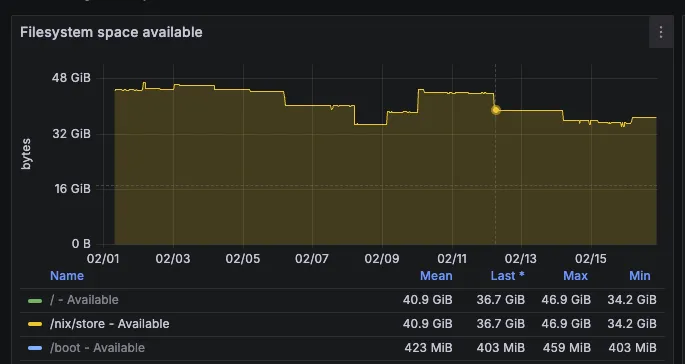 Filesystem space available
48 GiB
32 GiB
16 GiB
0 B
bytes
02/01 02/03 02/05 02/07 02/09 02/11 02/13 02/15
Name Mean Last * Max Min
/ - Available 40.9 GiB 36.7 GiB 46.9 GiB 34.2 GiB
/nix/store - Available 40.9 GiB 36.7 GiB 46.9 GiB 34.2 GiB
/boot - Available 423 MiB 403 MiB 459 MiB 403 MiB